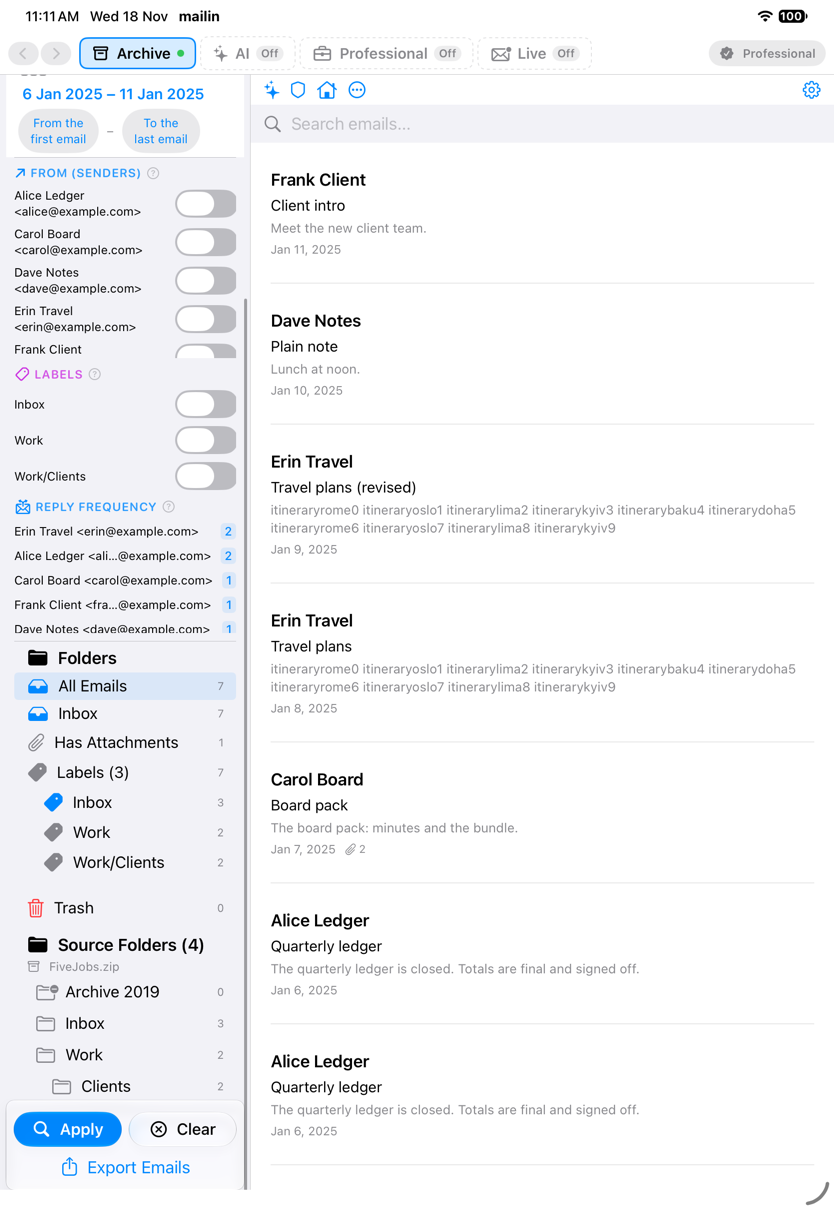 11:11 AM Wed 18 Nov mailin
100
Archive
AI Off
Professional Off
Live Off
Professional
6 Jan 2025 – 11 Jan 2025
From the first email
–
To the last email
FROM (SENDERS) ?
Alice Ledger
<alice@example.com>
Carol Board
<carol@example.com>
Dave Notes
<dave@example.com>
Erin Travel
<erin@example.com>
Frank Client
LABELS ?
Inbox
Work
Work/Clients
REPLY FREQUENCY ?
Erin Travel <erin@example.com> 2
Alice Ledger <ali...@example.com> 2
Carol Board <carol@example.com> 1
Frank Client <fra...@example.com> 1
Dave Notes <dave@example.com> 1
Folders
All Emails 7
Inbox 7
Has Attachments 1
Labels (3) 7
Inbox 3
Work 2
Work/Clients 2
Trash 0
Source Folders (4)
FiveJobs.zip
Archive 2019 0
Inbox 3
Work 2
Clients 2
Apply
Clear
Export Emails
Search emails...
Frank Client
Client intro
Meet the new client team.
Jan 11, 2025
Dave Notes
Plain note
Lunch at noon.
Jan 10, 2025
Erin Travel
Travel plans (revised)
itineraryrome0 itineraryoslo1 itinerarylima2 itinerarykyiv3 itinerarybaku4 itinerarydoha5
itineraryrome6 itineraryoslo7 itinerarylima8 itinerarykyiv9
Jan 9, 2025
Erin Travel
Travel plans
itineraryrome0 itineraryoslo1 itinerarylima2 itinerarykyiv3 itinerarybaku4 itinerarydoha5
itineraryrome6 itineraryoslo7 itinerarylima8 itinerarykyiv9
Jan 8, 2025
Carol Board
Board pack
The board pack: minutes and the bundle.
Jan 7, 2025 2
Alice Ledger
Quarterly ledger
The quarterly ledger is closed. Totals are final and signed off.
Jan 6, 2025
Alice Ledger
Quarterly ledger
The quarterly ledger is closed. Totals are final and signed off.
Jan 6, 2025